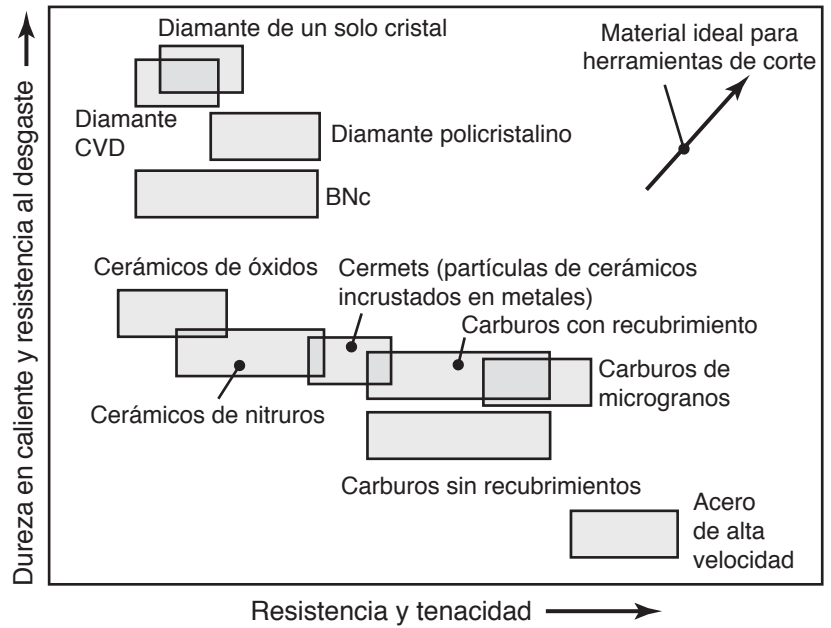 Dureza en caliente y resistencia al desgaste
Diamante de un solo cristal
Material ideal para
herramientas de corte
Diamante
CVD
Diamante policristalino
BNc
Cerámicos de óxidos
Cermets (partículas de cerámicos
incrustados en metales)
Carburos con recubrimiento
Carburos de
microgranos
Cerámicos de nitruros
Carburos sin recubrimientos
Acero
de alta
velocidad
Resistencia y tenacidad